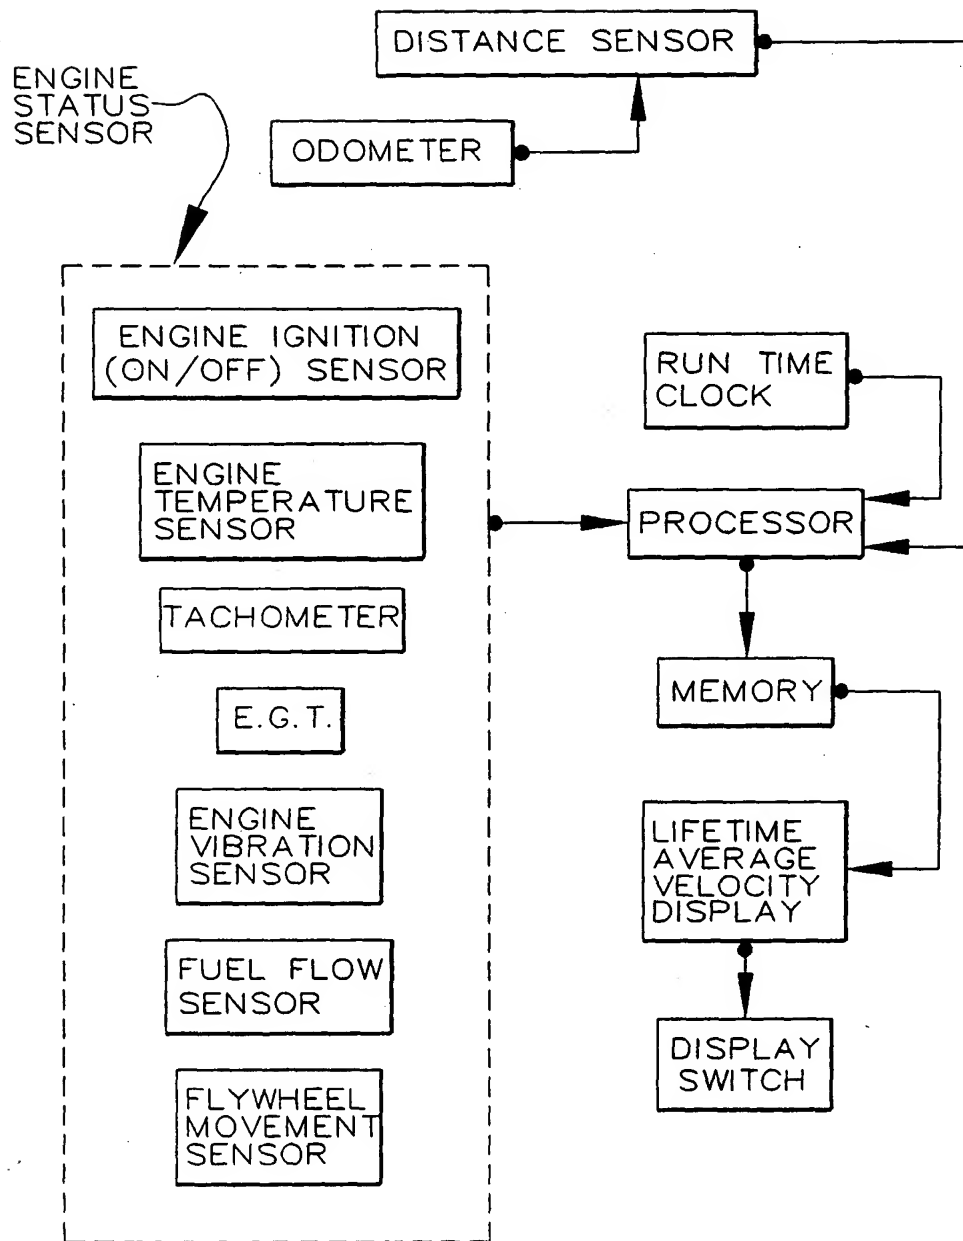 DISTANCE SENSOR
ENGINE
STATUS
SENSOR
ODOMETER
ENGINE IGNITION
(ON/OFF) SENSOR
RUN TIME
CLOCK
ENGINE
TEMPERATURE
SENSOR
PROCESSOR
TACHOMETER
MEMORY
E.G.T.
ENGINE
VIBRATION
SENSOR
LIFETIME
AVERAGE
VELOCITY
DISPLAY
FUEL FLOW
SENSOR
DISPLAY
SWITCH
FLYWHEEL
MOVEMENT
SENSOR